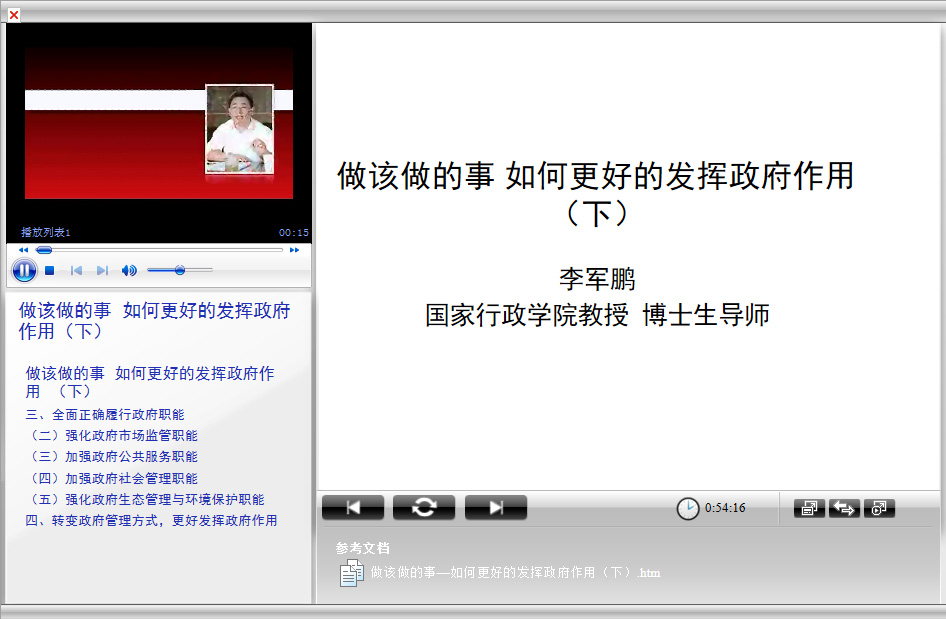 播放列表1
00:15
做该做的事 如何更好的发挥政府
作用（下）
做该做的事 如何更好的发挥政府作
用 （下）
三、全面正确履行政府职能
（二）强化政府市场监管职能
（三）加强政府公共服务职能
（四）加强政府社会管理职能
（五）强化政府生态管理与环境保护职能
四、转变政府管理方式，更好发挥政府作用
做该做的事 如何更好的发挥政府作用
（下）
李军鹏
国家行政学院教授 博士生导师
0:54:16
参考文档
做该做的事—如何更好的发挥政府作用（下）.htm